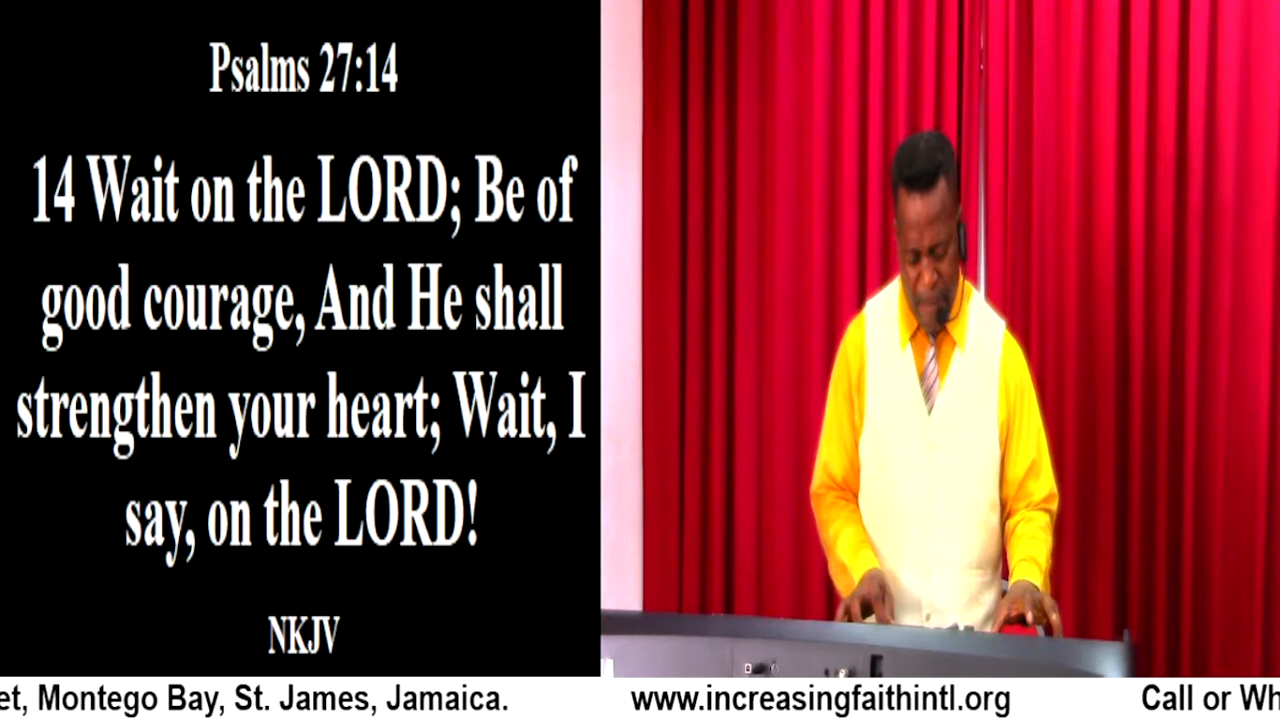 Psalms 27:14
14 Wait on the LORD; Be of
good courage, And He shall
strengthen your heart; Wait, I
say, on the LORD!
NKJV
et, Montego Bay, St. James, Jamaica. www.increasingfaithintl.org Call or Wh